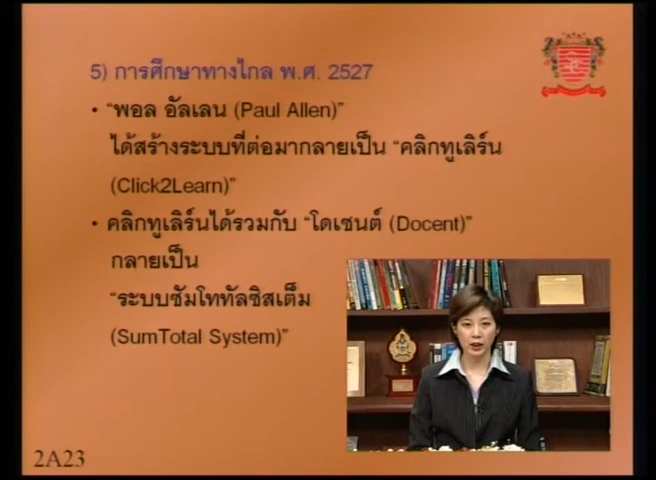 5) การศึกษาทางไกล พ.ศ. 2527
• “พอล อัลเลน (Paul Allen)”
ได้สร้างระบบที่ต่อมากลายเป็น “คลิกทูเลิร์น
(Click2Learn)”
• คลิกทูเลิร์นได้รวมกับ “โดเซนต์ (Docent)”
กลายเป็น
“ระบบซัมโททัลซิสเต็ม
(SumTotal System)”
2A23